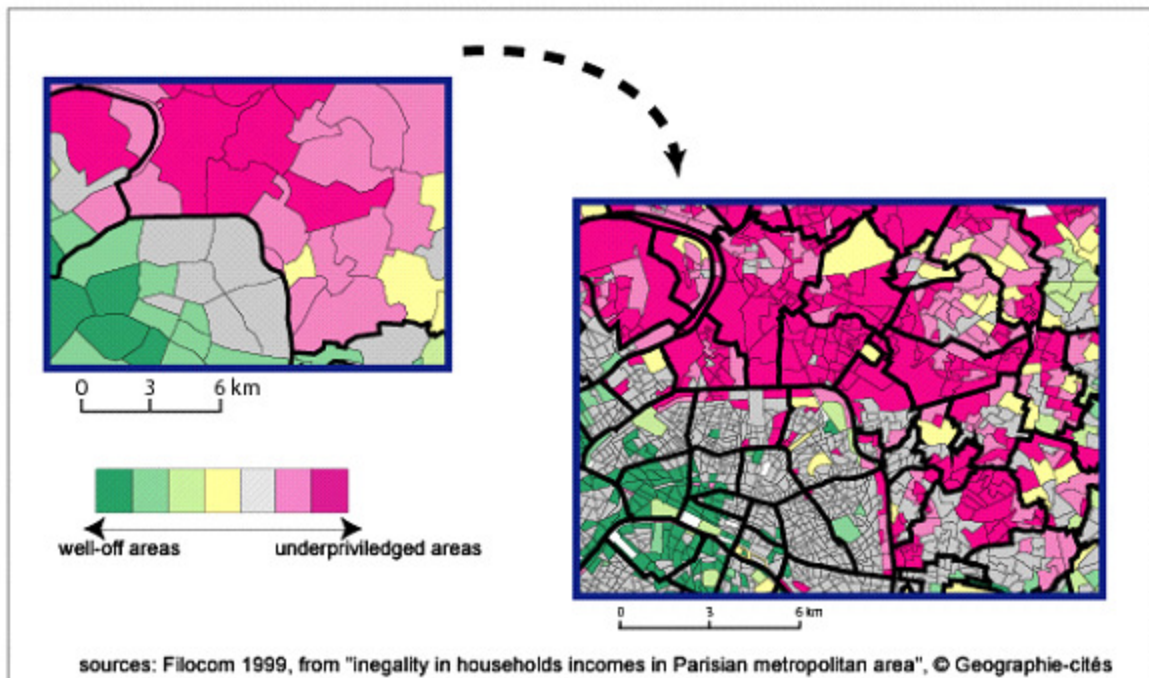 0 3 6 km
well-off areas underpriviledged areas
0 3 6 km
sources: Filocom 1999, from "inegality in households incomes in Parisian metropolitan area", © Geographie-cités